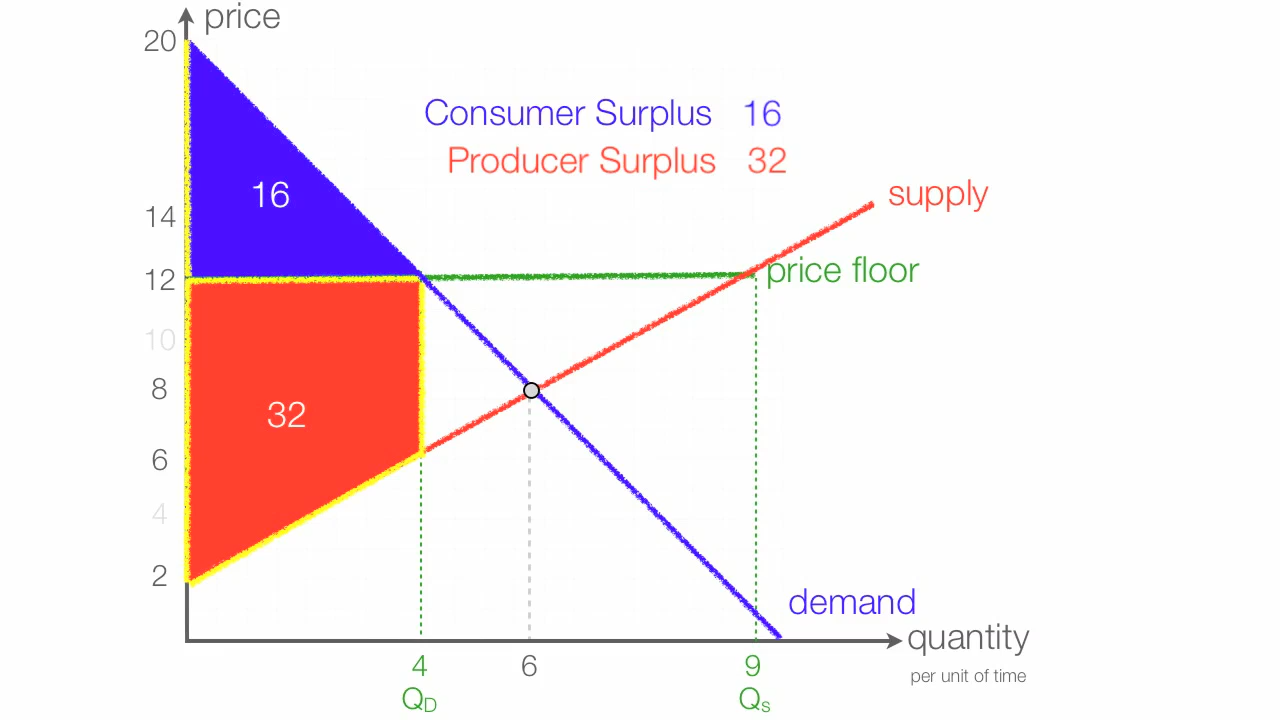 price
20
Consumer Surplus 16
Producer Surplus 32
16
supply
14
price floor
12
10
8
32
6
4
2
demand
quantity
per unit of time
4
6
9
QD
Qs